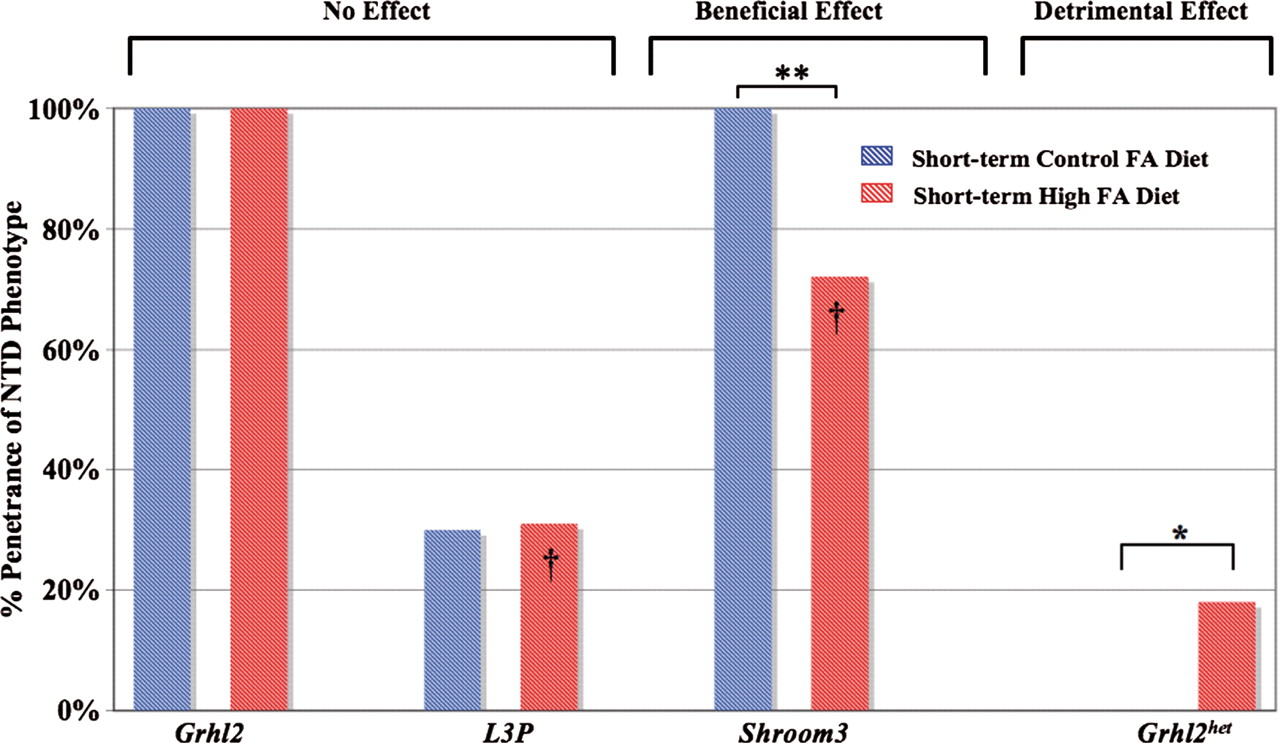 No Effect
Beneficial Effect
Detrimental Effect
**
100%
80%
60%
40%
20%
0%
% Penetrance of NTD Phenotype
Short-term Control FA Diet
Short-term High FA Diet
†
†
*
Grhl2
L3P
Shroom3
Grhl2het